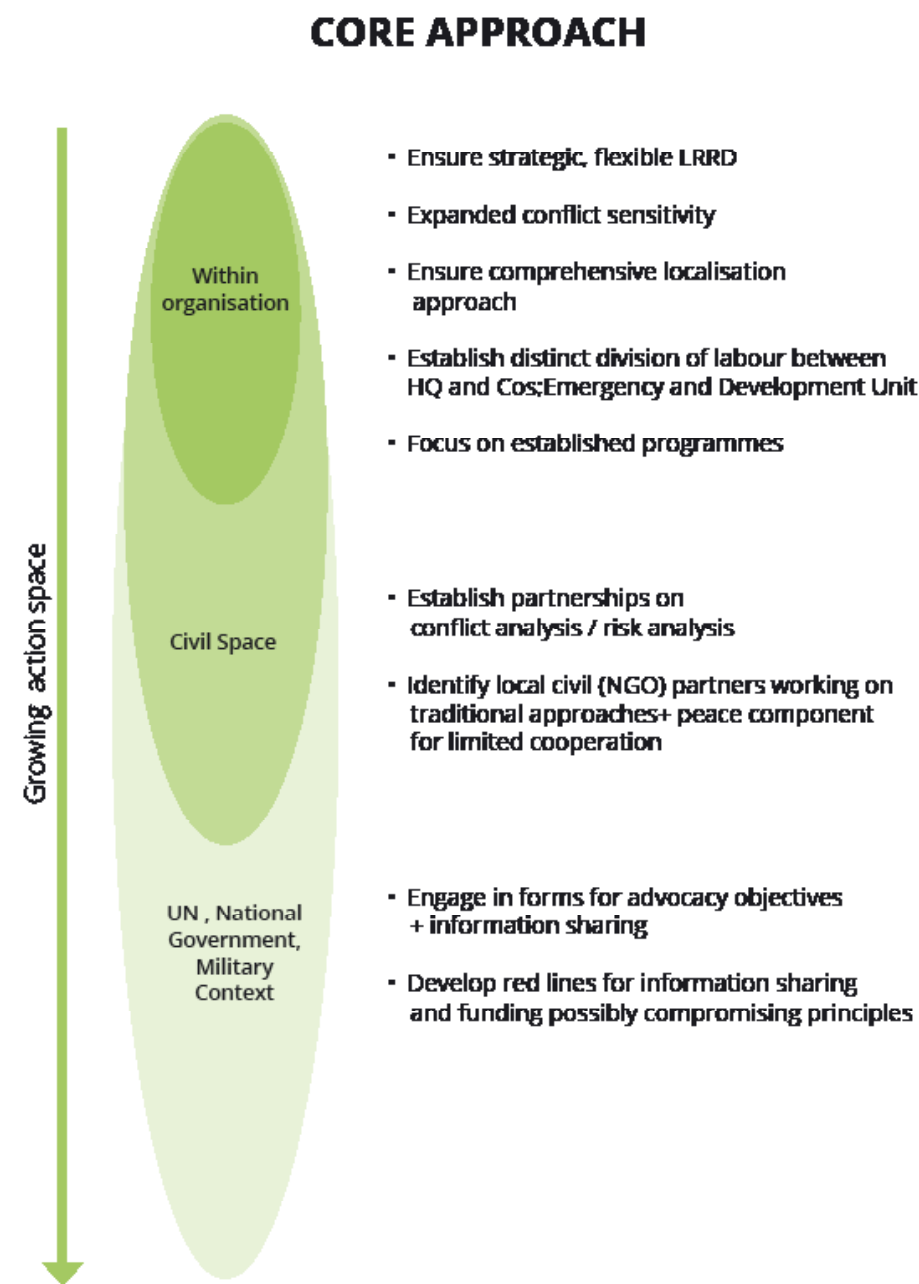 CORE APPROACH
Growing action space
Within
organisation
▪ Ensure strategic, flexible LRRD
▪ Expanded conflict sensitivity
▪ Ensure comprehensive localisation
approach
▪ Establish distinct division of labour between
HQ and Cos;Emergency and Development Unit
▪ Focus on established programmes
Civil Space
▪ Establish partnerships on
conflict analysis / risk analysis
▪ Identify local civil (NGO) partners working on
traditional approaches+ peace component
for limited cooperation
UN , National
Government,
Military
Context
▪ Engage in forms for advocacy objectives
+ information sharing
▪ Develop red lines for information sharing
and funding possibly compromising principles